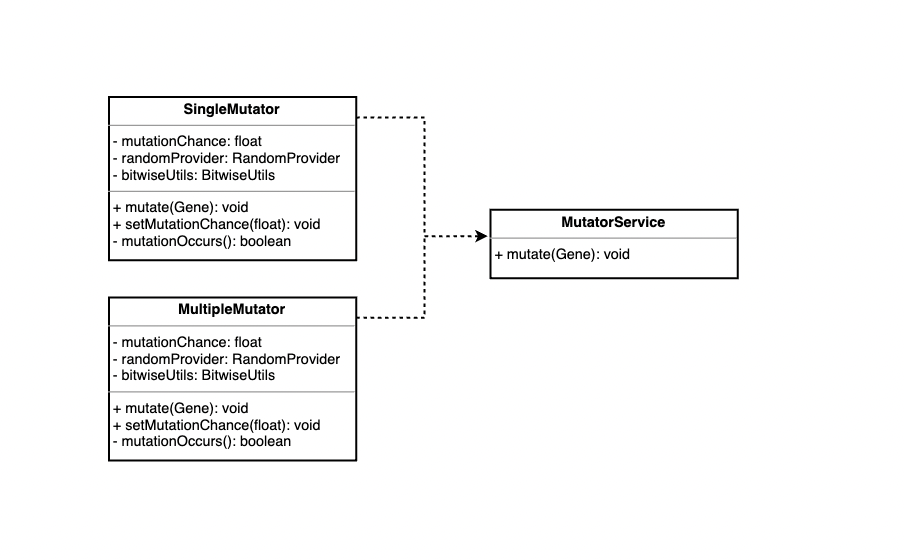 SingleMutator
- mutationChance: float
- randomProvider: RandomProvider
- bitwiseUtils: BitwiseUtils
+ mutate(Gene): void
+ setMutationChance(float): void
- mutationOccurs(): boolean
MutatorService
+ mutate(Gene): void
MultipleMutator
- mutationChance: float
- randomProvider: RandomProvider
- bitwiseUtils: BitwiseUtils
+ mutate(Gene): void
+ setMutationChance(float): void
- mutationOccurs(): boolean